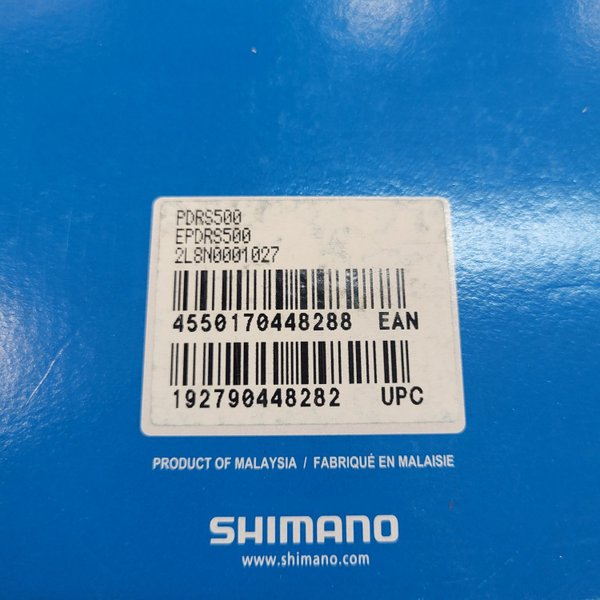 PDRS500
EPDRS500
2L8N0001027
4550170448288 EAN
192790448282 UPC
PRODUCT OF MALAYSIA / FABRIQUÉ EN MALAISIE
SHIMANO
www.shimano.com